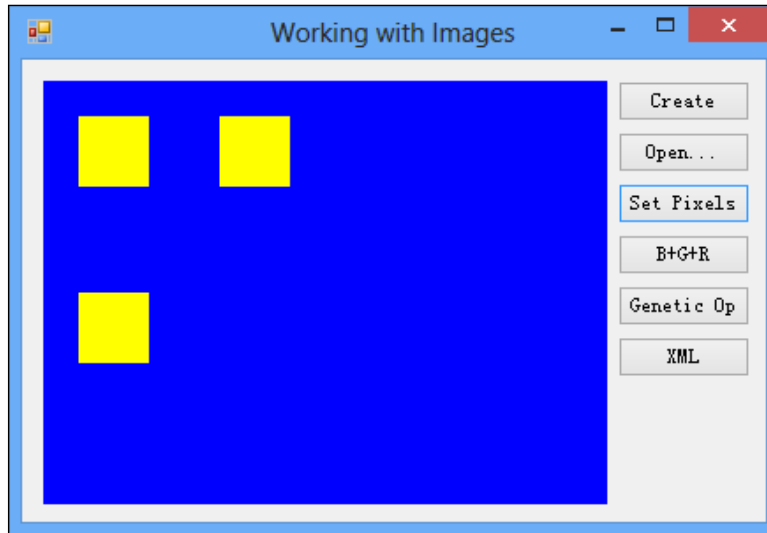 Working with Images
Create
Open...
Set Pixels
B+G+R
Genetic Op
XML